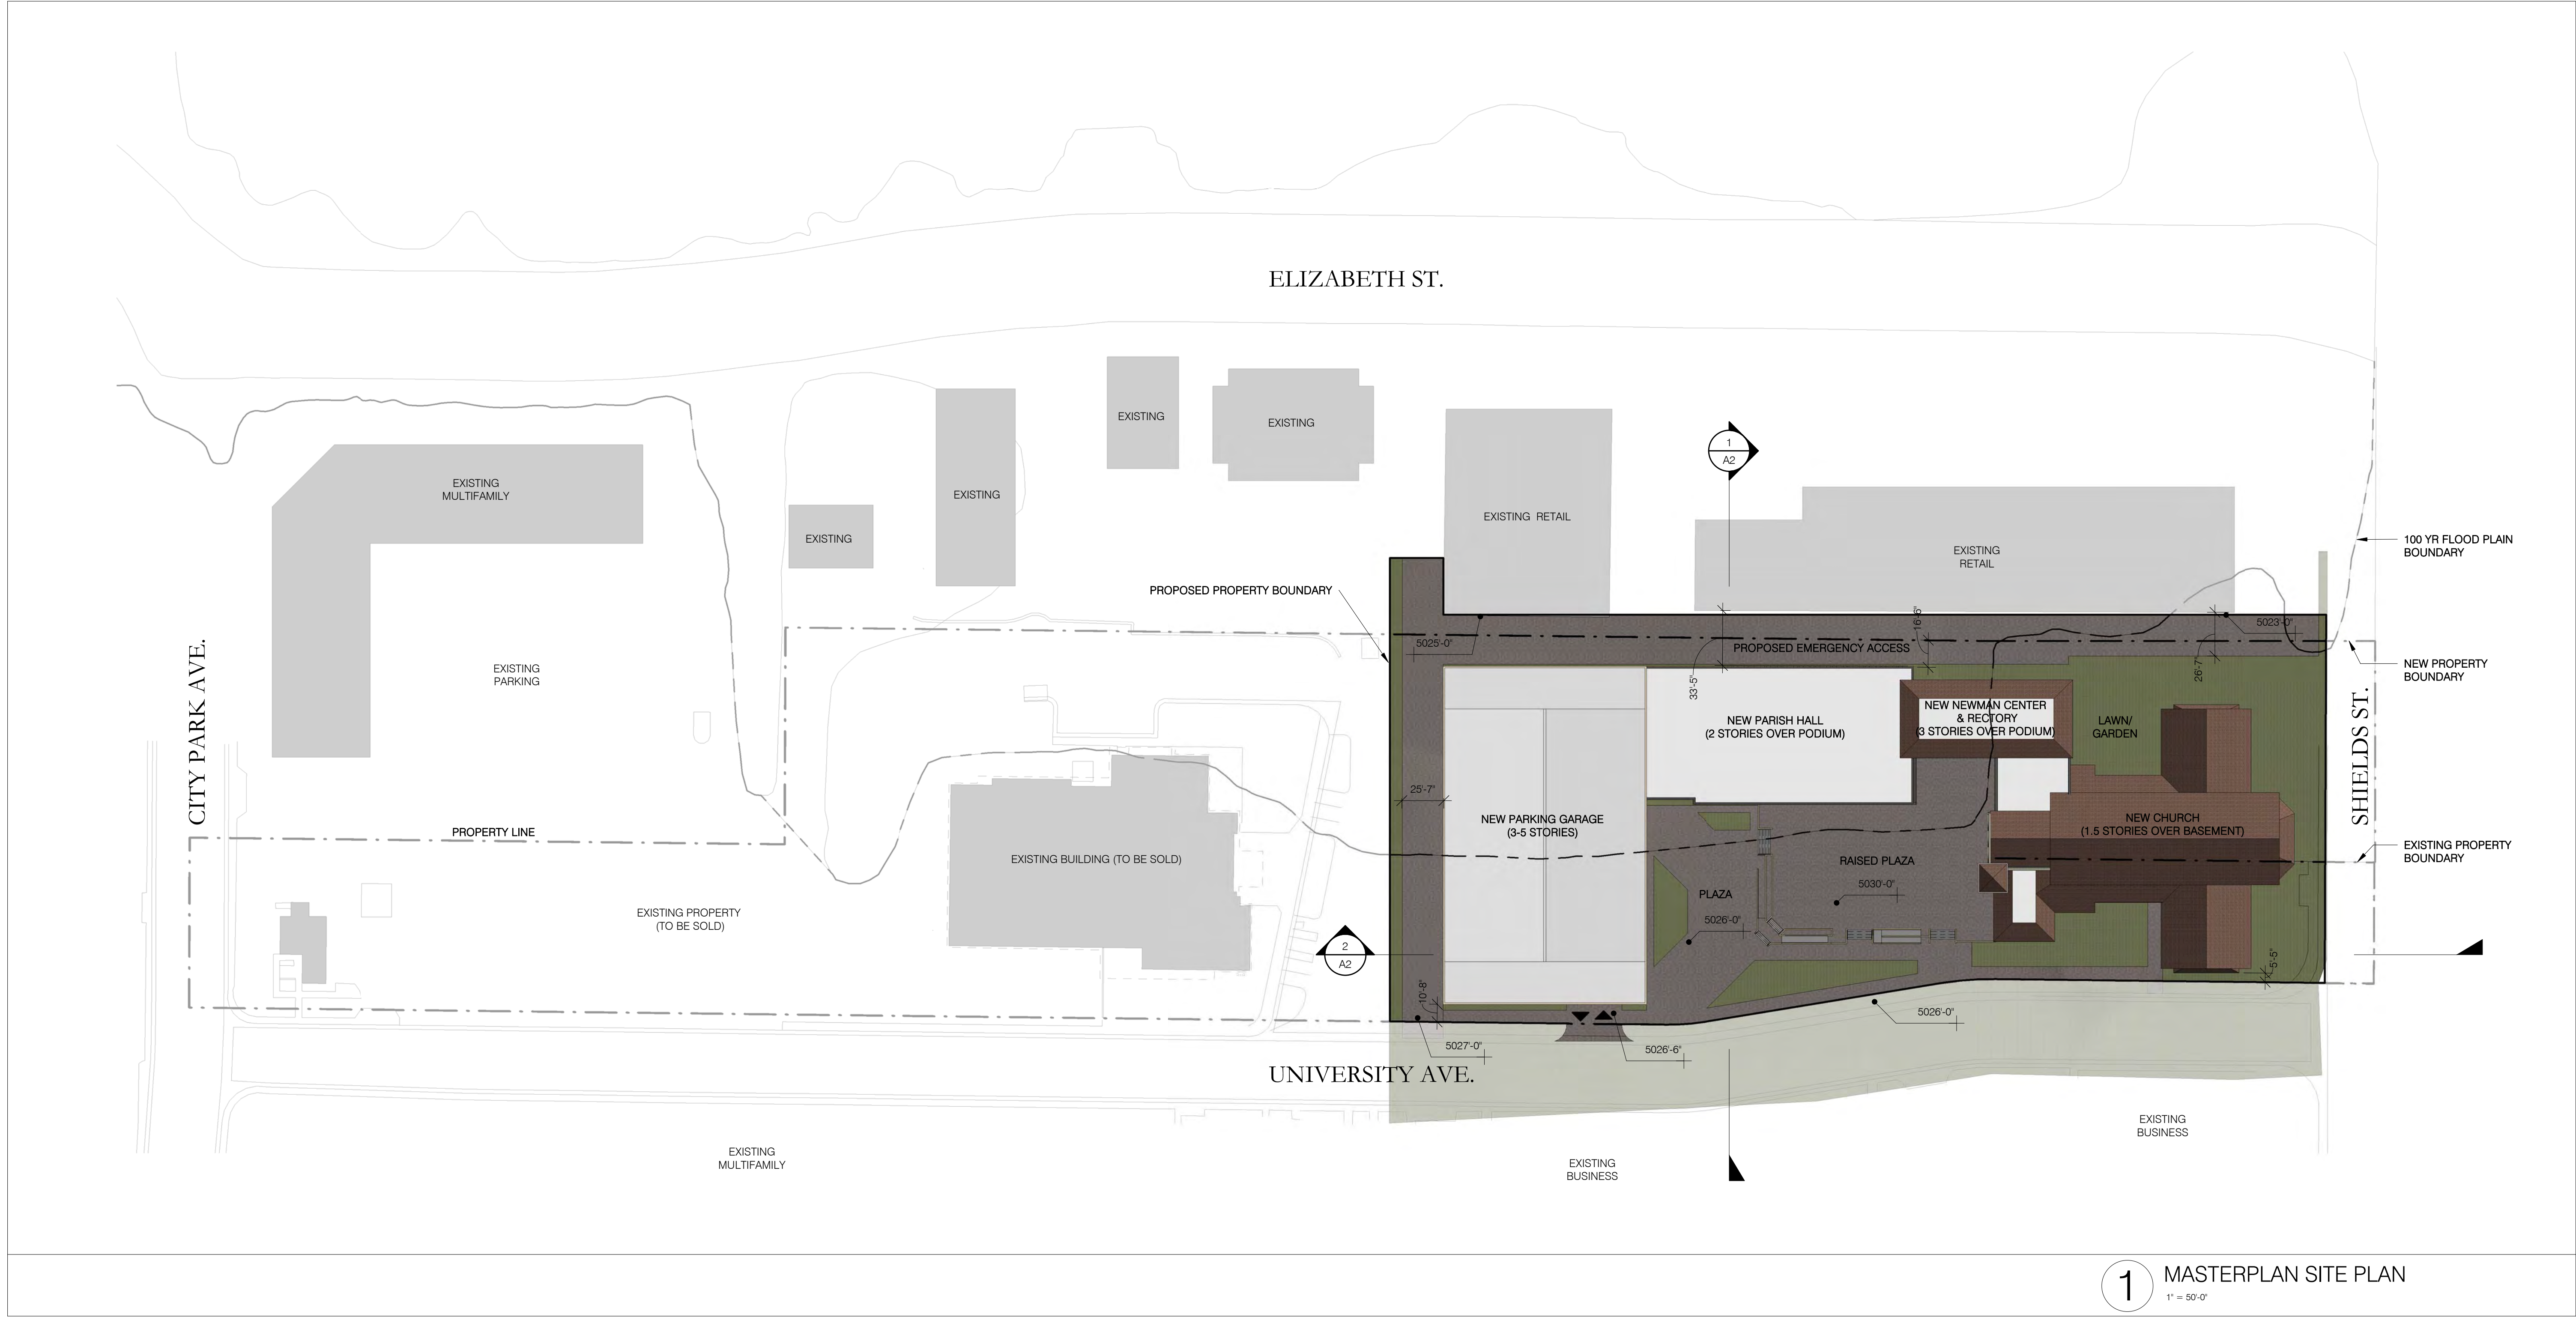 ELIZABETH ST.
EXISTING
EXISTING
EXISTING
MULTIFAMILY
EXISTING
EXISTING
EXISTING RETAIL
1
A2
EXISTING
RETAIL
100 YR FLOOD PLAIN
BOUNDARY
PROPOSED PROPERTY BOUNDARY
5025'-0"
16'-6"
5023'-0"
PROPOSED EMERGENCY ACCESS
33'-5"
26'-7"
NEW PROPERTY
BOUNDARY
EXISTING
PARKING
CITY PARK AVE.
SHIELDS ST.
NEW PARISH HALL
(2 STORIES OVER PODIUM)
NEW NEWMAN CENTER
& RECTORY
(3 STORIES OVER PODIUM)
LAWN/
GARDEN
25'-7"
NEW PARKING GARAGE
(3-5 STORIES)
NEW CHURCH
(1.5 STORIES OVER BASEMENT)
PROPERTY LINE
EXISTING BUILDING (TO BE SOLD)
RAISED PLAZA
EXISTING PROPERTY
BOUNDARY
5030'-0"
PLAZA
5026'-0"
EXISTING PROPERTY
(TO BE SOLD)
2
A2
5'-5"
10'-8"
5026'-0"
5027'-0"
5026'-6"
UNIVERSITY AVE.
EXISTING
BUSINESS
EXISTING
MULTIFAMILY
EXISTING
BUSINESS
1
MASTERPLAN SITE PLAN
1" = 50'-0"